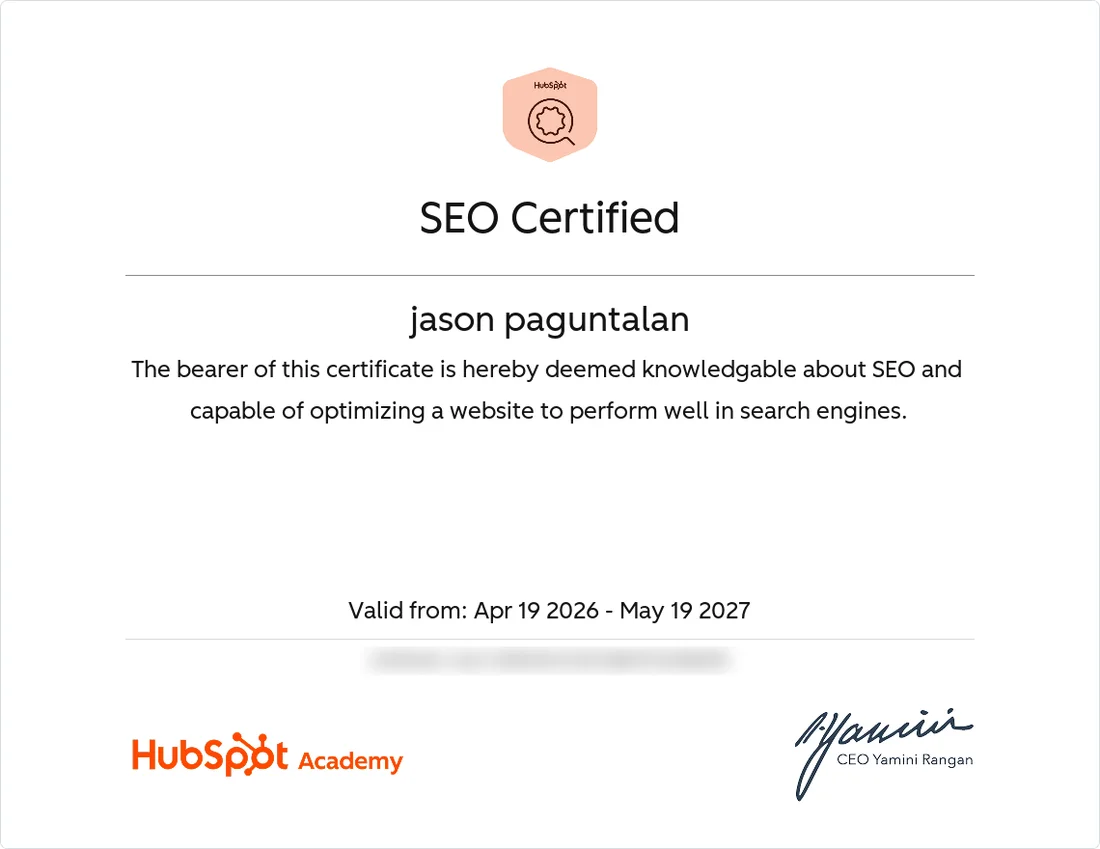 HubSpot
SEO Certified
jason paguntalan
The bearer of this certificate is hereby deemed knowledgable about SEO and
capable of optimizing a website to perform well in search engines.
Valid from: Apr 19 2026 - May 19 2027
HubSpot Academy
Yamini
CEO Yamini Rangan